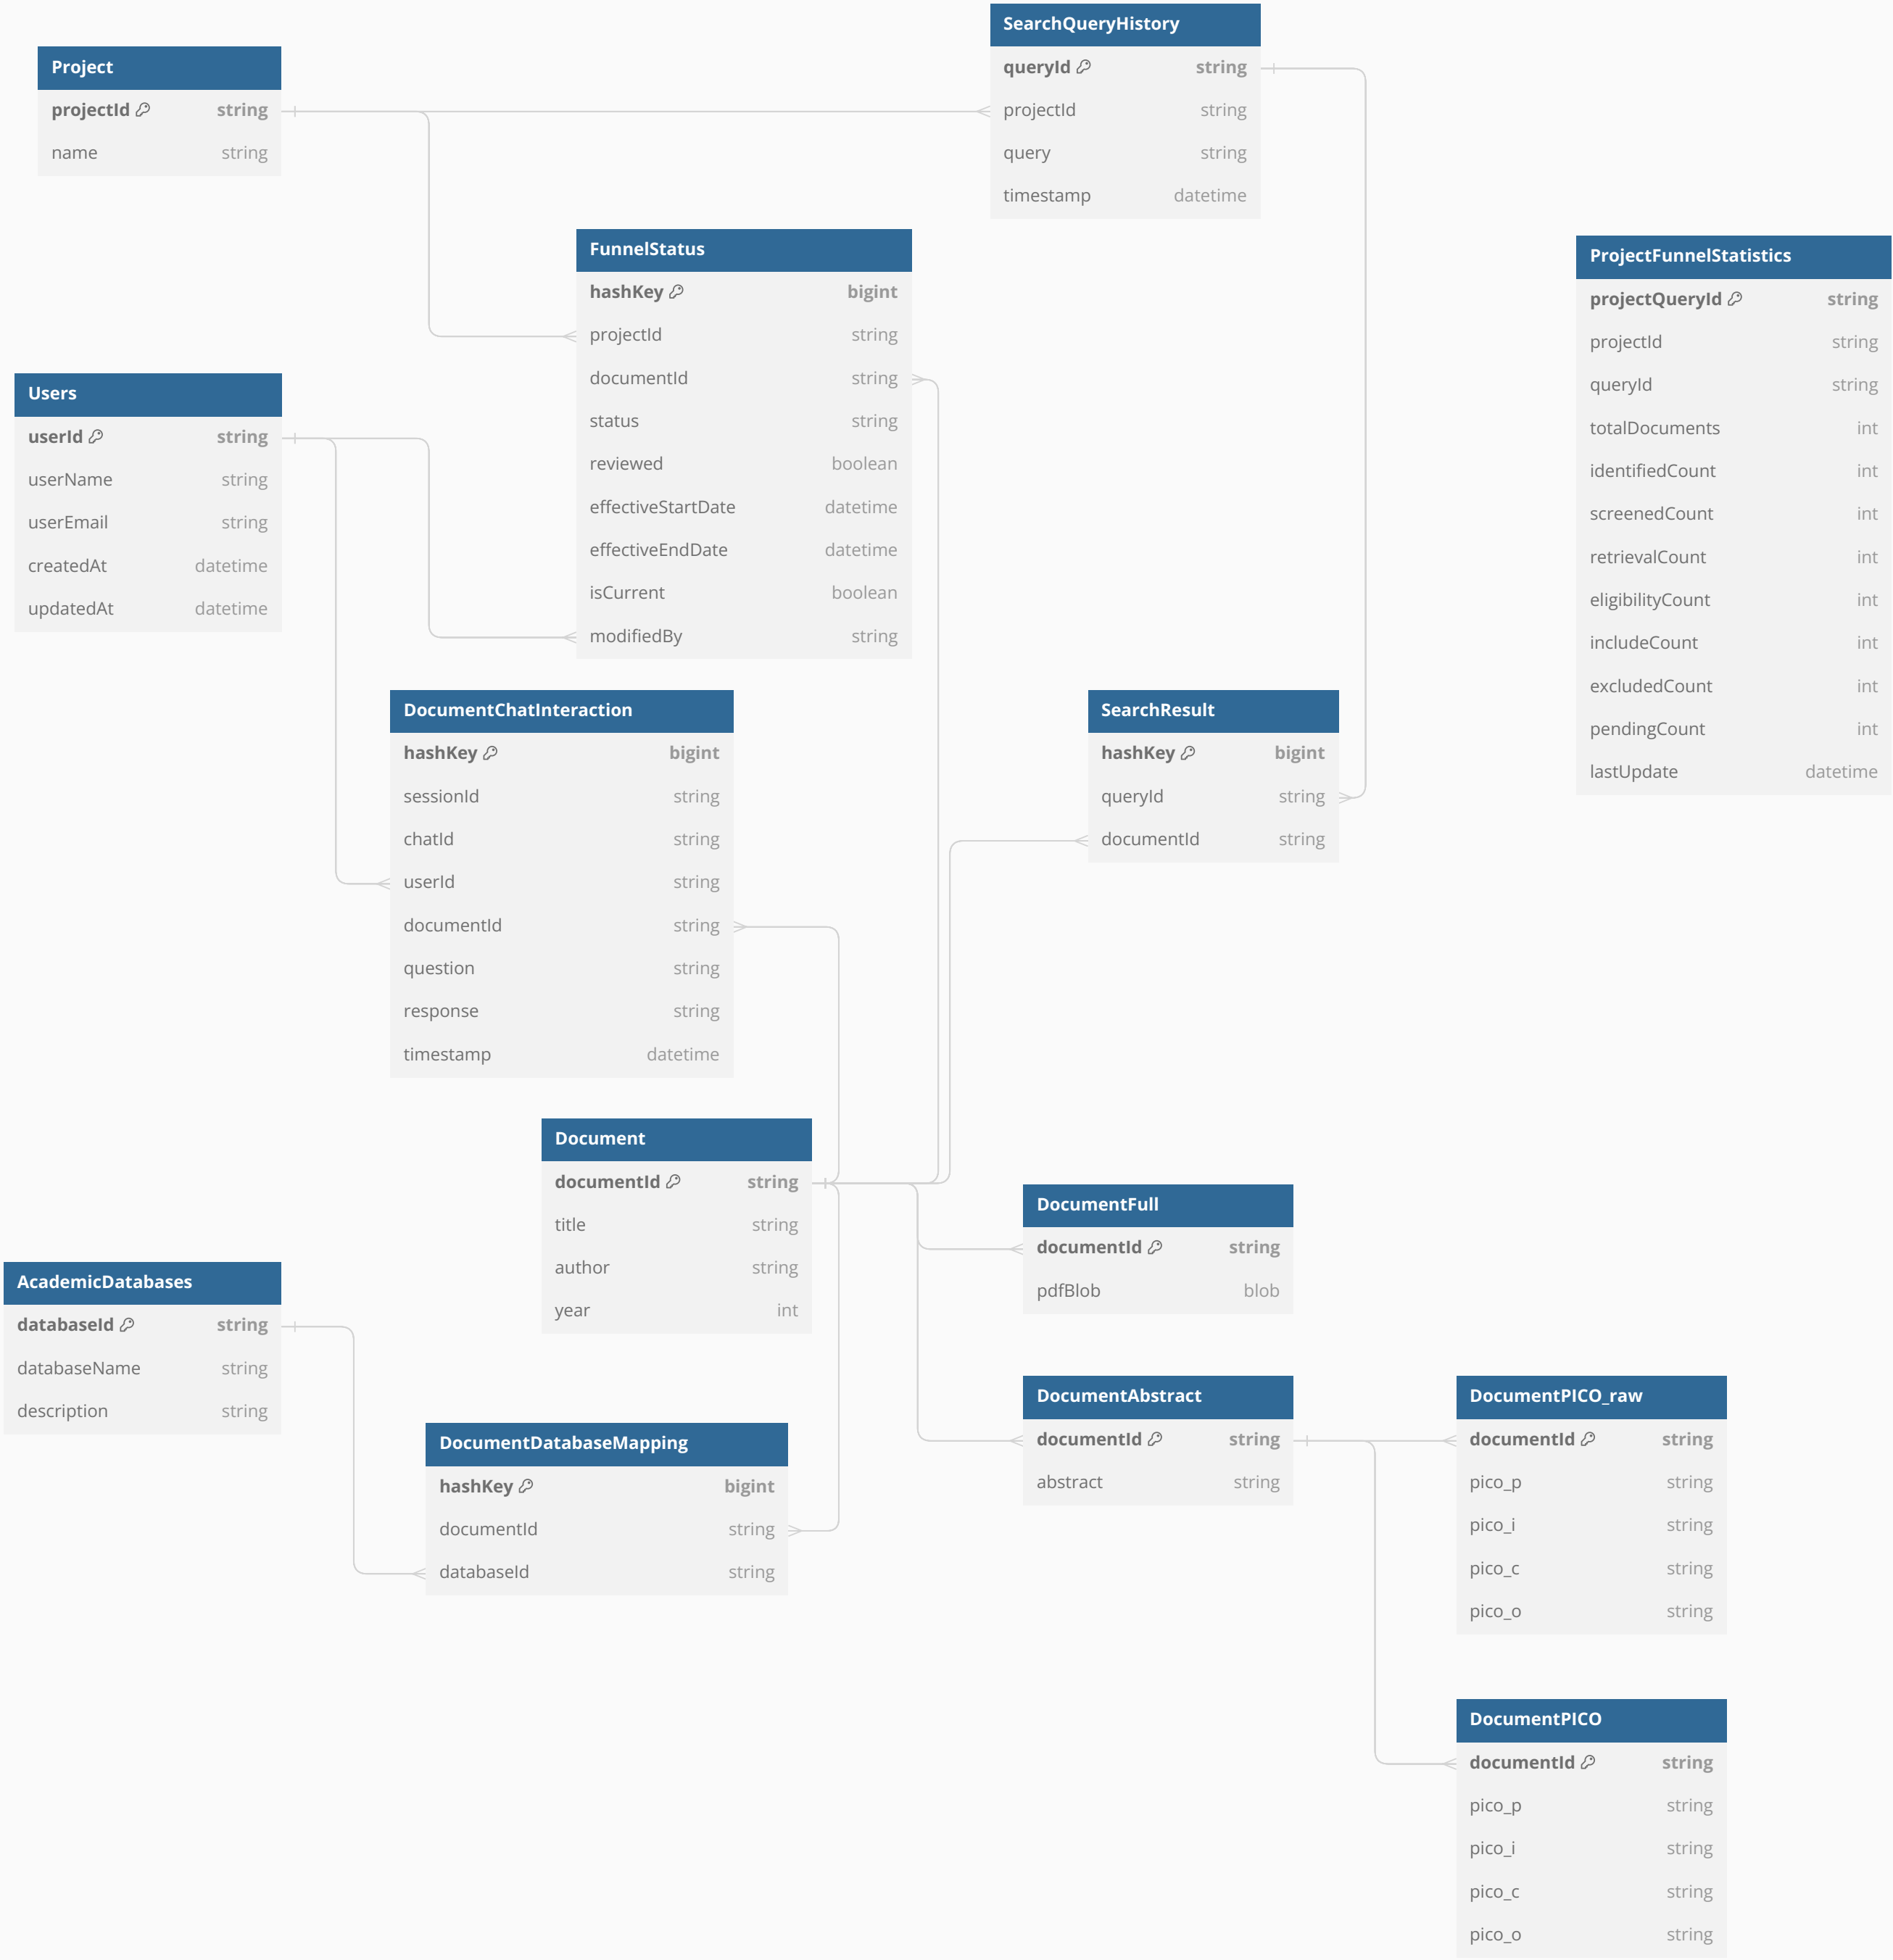 SearchQueryHistory
queryId string
projectId string
query string
timestamp datetime
Project
projectId string
name string
FunnelStatus
hashKey bigint
projectId string
documentId string
status string
reviewed boolean
effectiveStartDate datetime
effectiveEndDate datetime
isCurrent boolean
modifiedBy string
ProjectFunnelStatistics
projectQueryId string
projectId string
queryId string
totalDocuments int
identifiedCount int
screenedCount int
retrievalCount int
eligibilityCount int
includeCount int
excludedCount int
pendingCount int
lastUpdate datetime
Users
userId string
userName string
userEmail string
createdAt datetime
updatedAt datetime
DocumentChatInteraction
hashKey bigint
sessionId string
chatId string
userId string
documentId string
question string
response string
timestamp datetime
SearchResult
hashKey bigint
queryId string
documentId string
Document
documentId string
title string
author string
year int
DocumentFull
documentId string
pdfBlob blob
AcademicDatabases
databaseId string
databaseName string
description string
DocumentAbstract
documentId string
abstract string
DocumentPICO_raw
documentId string
pico_p string
pico_i string
pico_c string
pico_o string
DocumentDatabaseMapping
hashKey bigint
documentId string
databaseId string
DocumentPICO
documentId string
pico_p string
pico_i string
pico_c string
pico_o string